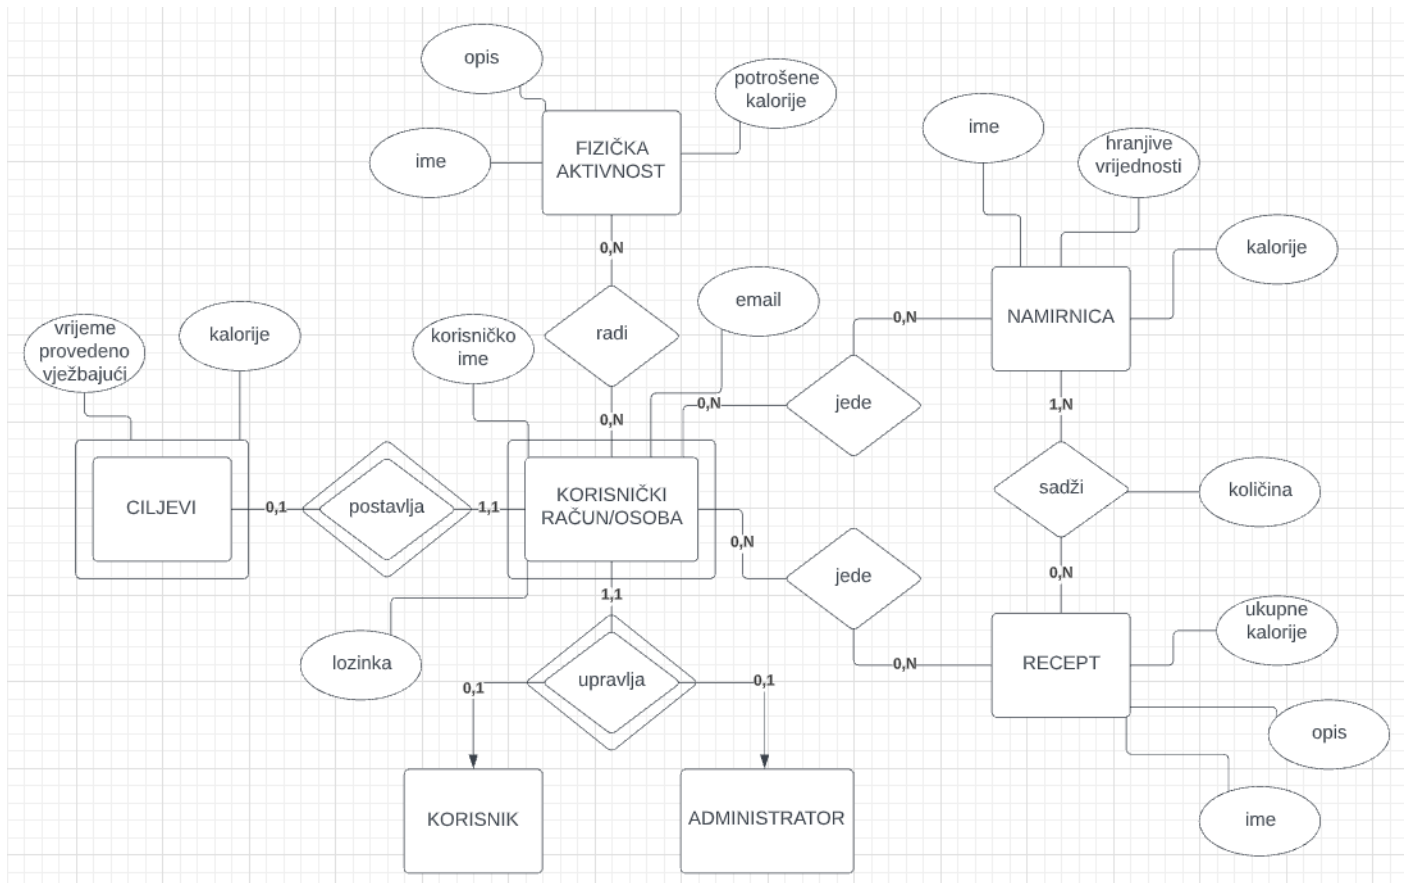 opis
potrošene
kalorije
ime
hranjive
vrijednosti
FIZIČKA
AKTIVNOST
ime
kalorije
0,N
email
NAMIRNICA
0,N
vrijeme
provedeno
vježbajući
kalorije
korisničko
ime
radi
0,N
0,N
jede
1,N
CILJEVI
0,1
postavlja
1,1
KORISNIČKI
RAČUN/OSOBA
sadži
količina
0,N
jede
0,N
1,1
ukupne
kalorije
lozinka
0,N
RECEPT
0,1
upravlja
0,1
opis
KORISNIK
ADMINISTRATOR
ime